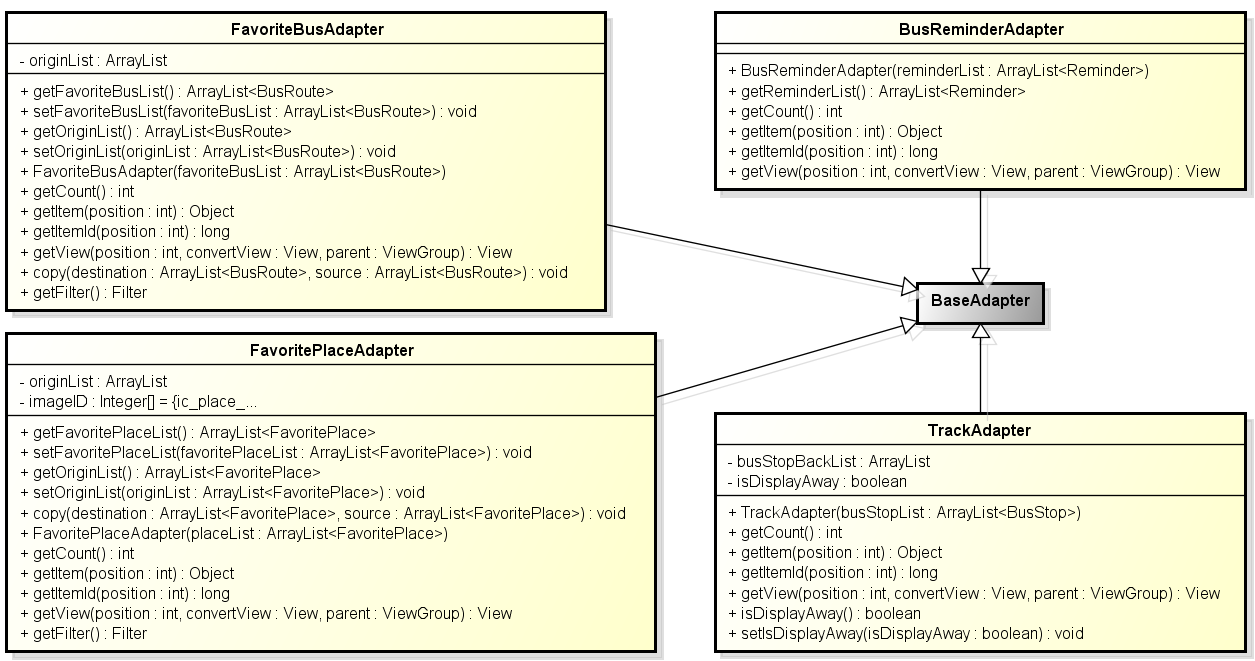 FavoriteBusAdapter
- originList : ArrayList
+ getFavoriteBusList() : ArrayList<BusRoute>
+ setFavoriteBusList(favoriteBusList : ArrayList<BusRoute>) : void
+ getOriginList() : ArrayList<BusRoute>
+ setOriginList(originList : ArrayList<BusRoute>) : void
+ FavoriteBusAdapter(favoriteBusList : ArrayList<BusRoute>)
+ getCount() : int
+ getItem(position : int) : Object
+ getItemId(position : int) : long
+ getView(position : int, convertView : View, parent : ViewGroup) : View
+ copy(destination : ArrayList<BusRoute>, source : ArrayList<BusRoute>) : void
+ getFilter() : Filter
BusReminderAdapter
+ BusReminderAdapter(reminderList : ArrayList<Reminder>)
+ getReminderList() : ArrayList<Reminder>
+ getCount() : int
+ getItem(position : int) : Object
+ getItemId(position : int) : long
+ getView(position : int, convertView : View, parent : ViewGroup) : View
BaseAdapter
FavoritePlaceAdapter
- originList : ArrayList
- imageID : Integer[] = {ic_place_...
+ getFavoritePlaceList() : ArrayList<FavoritePlace>
+ setFavoritePlaceList(favoritePlaceList : ArrayList<FavoritePlace>) : void
+ getOriginList() : ArrayList<FavoritePlace>
+ setOriginList(originList : ArrayList<FavoritePlace>) : void
+ copy(destination : ArrayList<FavoritePlace>, source : ArrayList<FavoritePlace>) : void
+ FavoritePlaceAdapter(placeList : ArrayList<FavoritePlace>)
+ getCount() : int
+ getItem(position : int) : Object
+ getItemId(position : int) : long
+ getView(position : int, convertView : View, parent : ViewGroup) : View
+ getFilter() : Filter
TrackAdapter
- busStopBackList : ArrayList
- isDisplayAway : boolean
+ TrackAdapter(busStopList : ArrayList<BusStop>)
+ getCount() : int
+ getItem(position : int) : Object
+ getItemId(position : int) : long
+ getView(position : int, convertView : View, parent : ViewGroup) : View
+ isDisplayAway() : boolean
+ setIsDisplayAway(isDisplayAway : boolean) : void